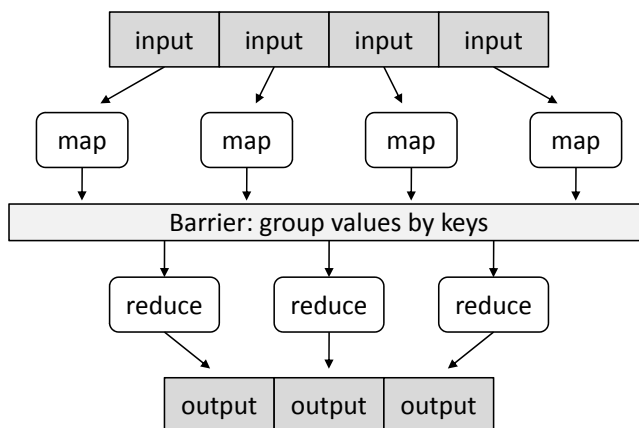 input input input input
map map map map
Barrier: group values by keys
reduce reduce reduce
output output output